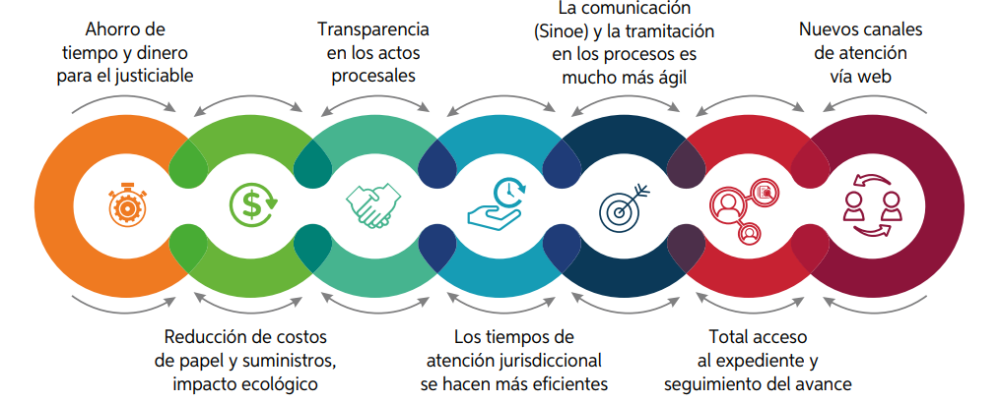 Ahorro de
tiempo y dinero
para el justiciable
Reducción de costos
de papel y suministros,
impacto ecológico
Transparencia
en los actos
procesales
Los tiempos de
atención jurisdiccional
se hacen más eficientes
La comunicación
(Sinoe) y la tramitación
en los procesos es
mucho más ágil
Total acceso
al expediente y
seguimiento del avance
Nuevos canales
de atención
vía web
$